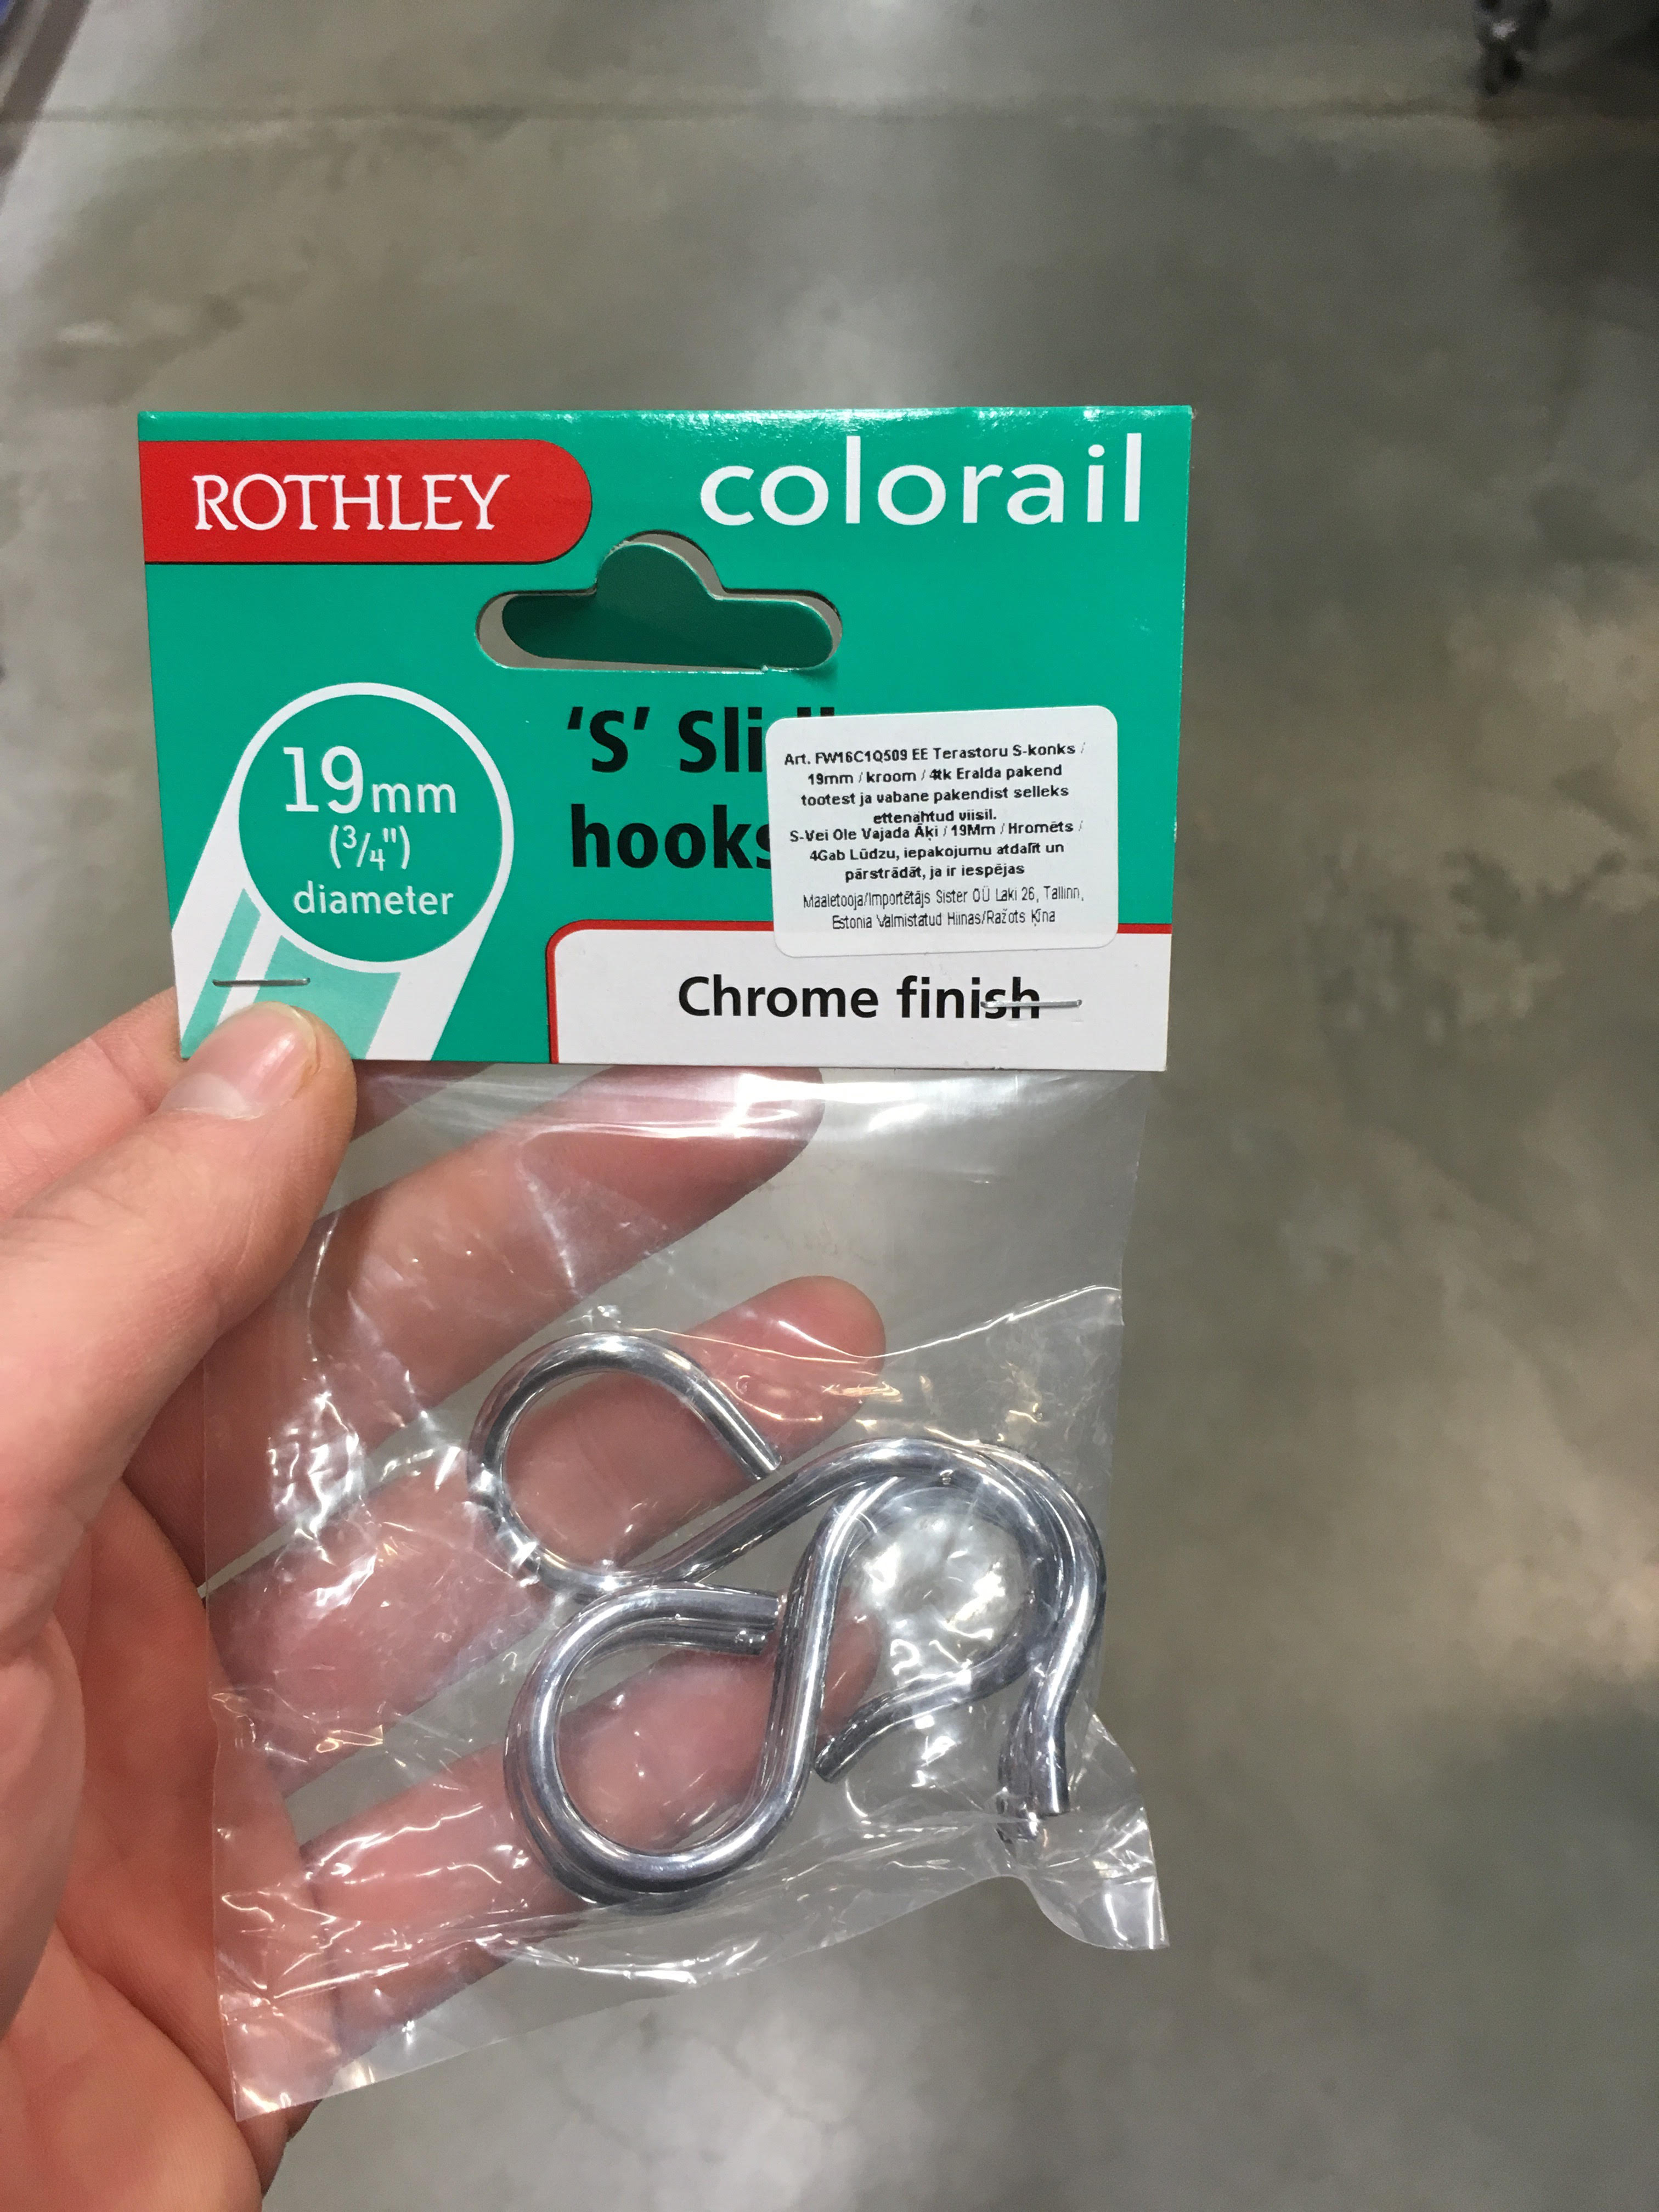 ROTHLEY
colorail
19mm
(3/4")
diameter
'S' Sli
hooks
Art. FW16C1Q509 EE Terastoru S-konks /
19mm / kroom / 4tk Eralda pakend
tootest ja vabane pakendist selleks
ettenähtud viisil.
S-Vei Ole Vajada Āķi / 19Mm / Hromēts /
4Gab Lūdzu, iepakojumu atdalīt un
pārstrādāt, ja ir iespējas
Maaletooja/Importētājs Sister OÜ Laki 26, Tallinn,
Estonia Valmistatud Hiinas/Ražots Ķīna
Chrome finish